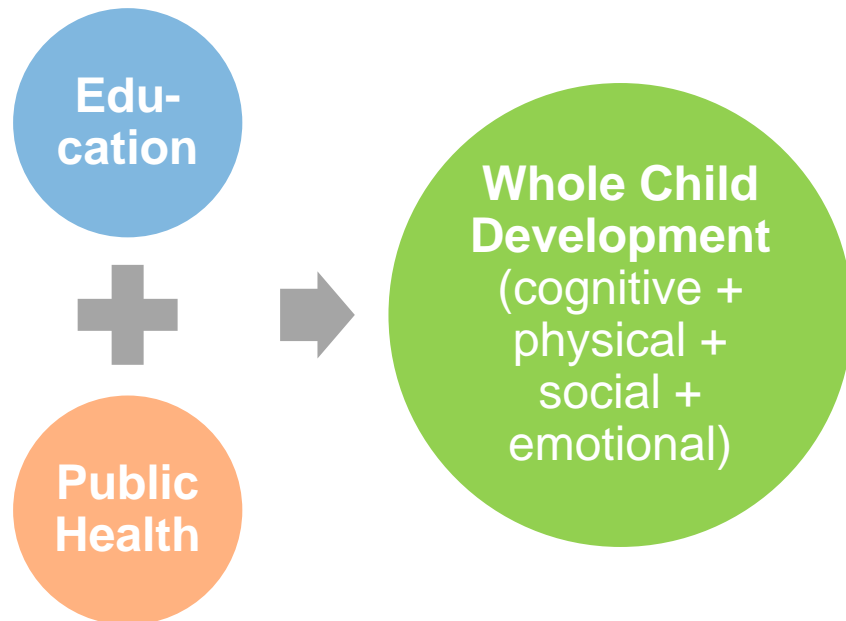 Edu-
cation
Public
Health
Whole Child
Development
(cognitive +
physical +
social +
emotional)